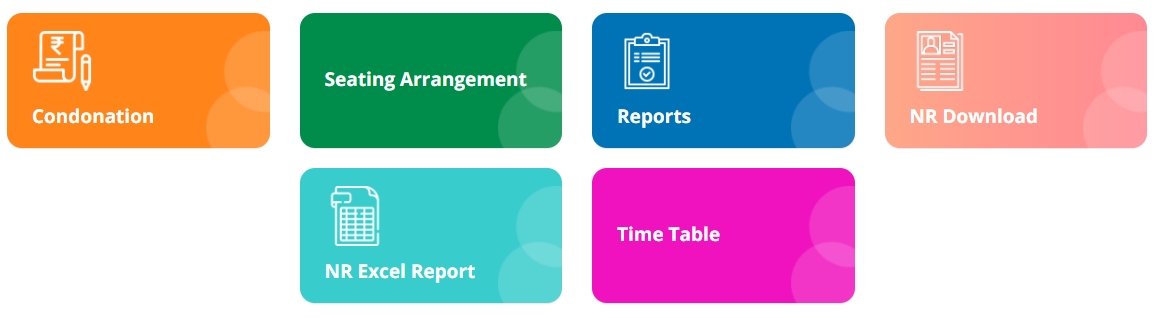 Condonation
Seating Arrangement
Reports
NR Download
NR Excel Report
Time Table